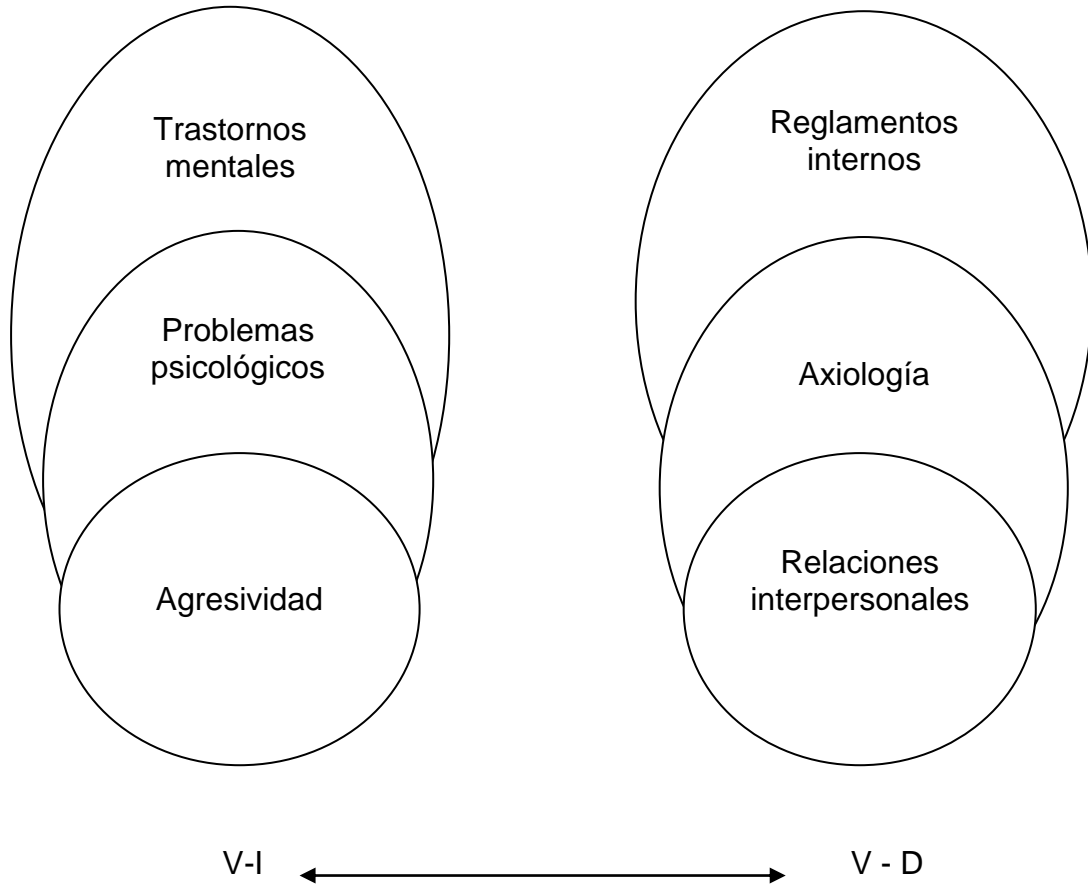 Trastornos
mentales
Reglamentos
internos
Problemas
psicológicos
Axiología
Agresividad
Relaciones
interpersonales
V-I
V - D